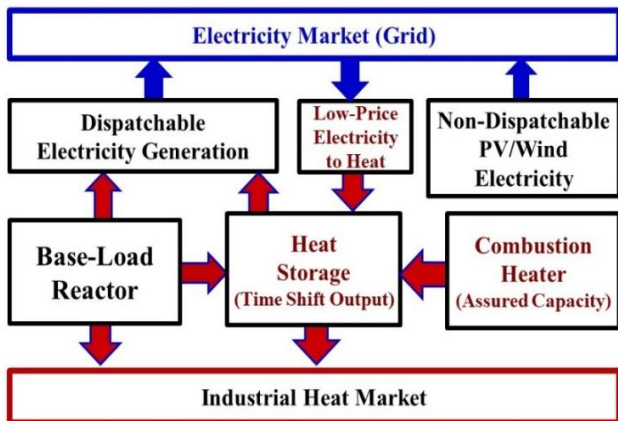 Electricity Market (Grid)
Dispatchable
Electricity Generation
Low-Price
Electricity
to Heat
Non-Dispatchable
PV/Wind
Electricity
Base-Load
Reactor
Heat
Storage
(Time Shift Output)
Combustion
Heater
(Assured Capacity)
Industrial Heat Market